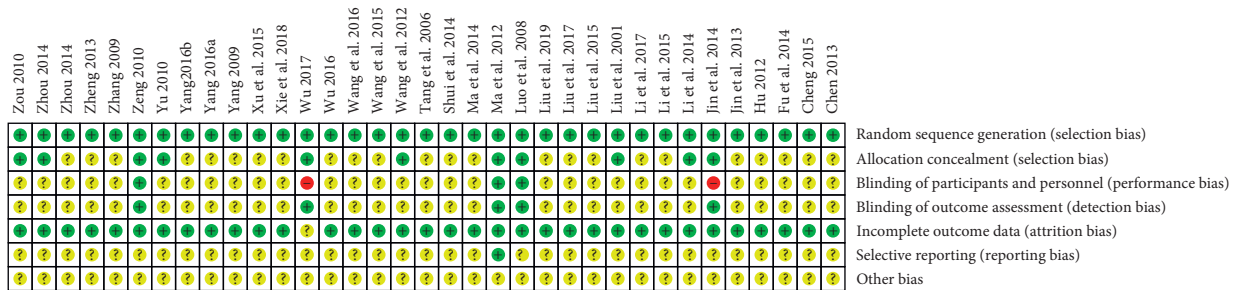 Zou 2010
Zhou 2014
Zhou 2014
Zheng 2013
Zhang 2009
Zeng 2010
Yu 2010
Yang2016b
Yang 2016a
Yang 2009
Xu et al. 2015
Xie et al. 2018
Wu 2017
Wu 2016
Wang et al. 2016
Wang et al. 2015
Wang et al. 2012
Tang et al. 2006
Shui et al. 2014
Ma et al. 2014
Ma et al. 2012
Luo et al. 2008
Liu et al. 2019
Liu et al. 2017
Liu et al. 2015
Liu et al. 2001
Li et al. 2017
Li et al. 2015
Li et al. 2014
Jin et al. 2014
Jin et al. 2013
Hu 2012
Fu et al. 2014
Cheng 2015
Chen 2013
+ + + + + + + + + + + + + + + + + + + + + + + + + + + + + + + + + + + Random sequence generation (selection bias)
+ + ? ? ? + + ? ? ? ? ? + ? ? ? + ? ? ? + + ? ? ? + ? ? + + ? ? ? ? ? Allocation concealment (selection bias)
? ? ? ? ? + ? ? ? ? ? ? – ? ? ? ? ? ? ? + + ? ? ? ? ? ? ? – ? ? ? ? ? Blinding of participants and personnel (performance bias)
? ? ? ? ? + ? ? ? ? ? ? + ? ? ? ? ? ? ? + + ? ? ? ? ? ? ? + ? ? ? ? ? Blinding of outcome assessment (detection bias)
+ + + + + + + + + + + + ? + + + + + + + + + + + + + + + + + + + + + + Incomplete outcome data (attrition bias)
? ? ? ? ? ? ? ? ? ? ? ? ? ? ? ? ? ? ? ? + ? ? ? ? ? ? ? ? ? ? ? ? ? ? Selective reporting (reporting bias)
? ? ? ? ? ? ? ? ? ? ? ? ? ? ? ? ? ? ? ? ? ? ? ? ? ? ? ? ? ? ? ? ? ? ? Other bias